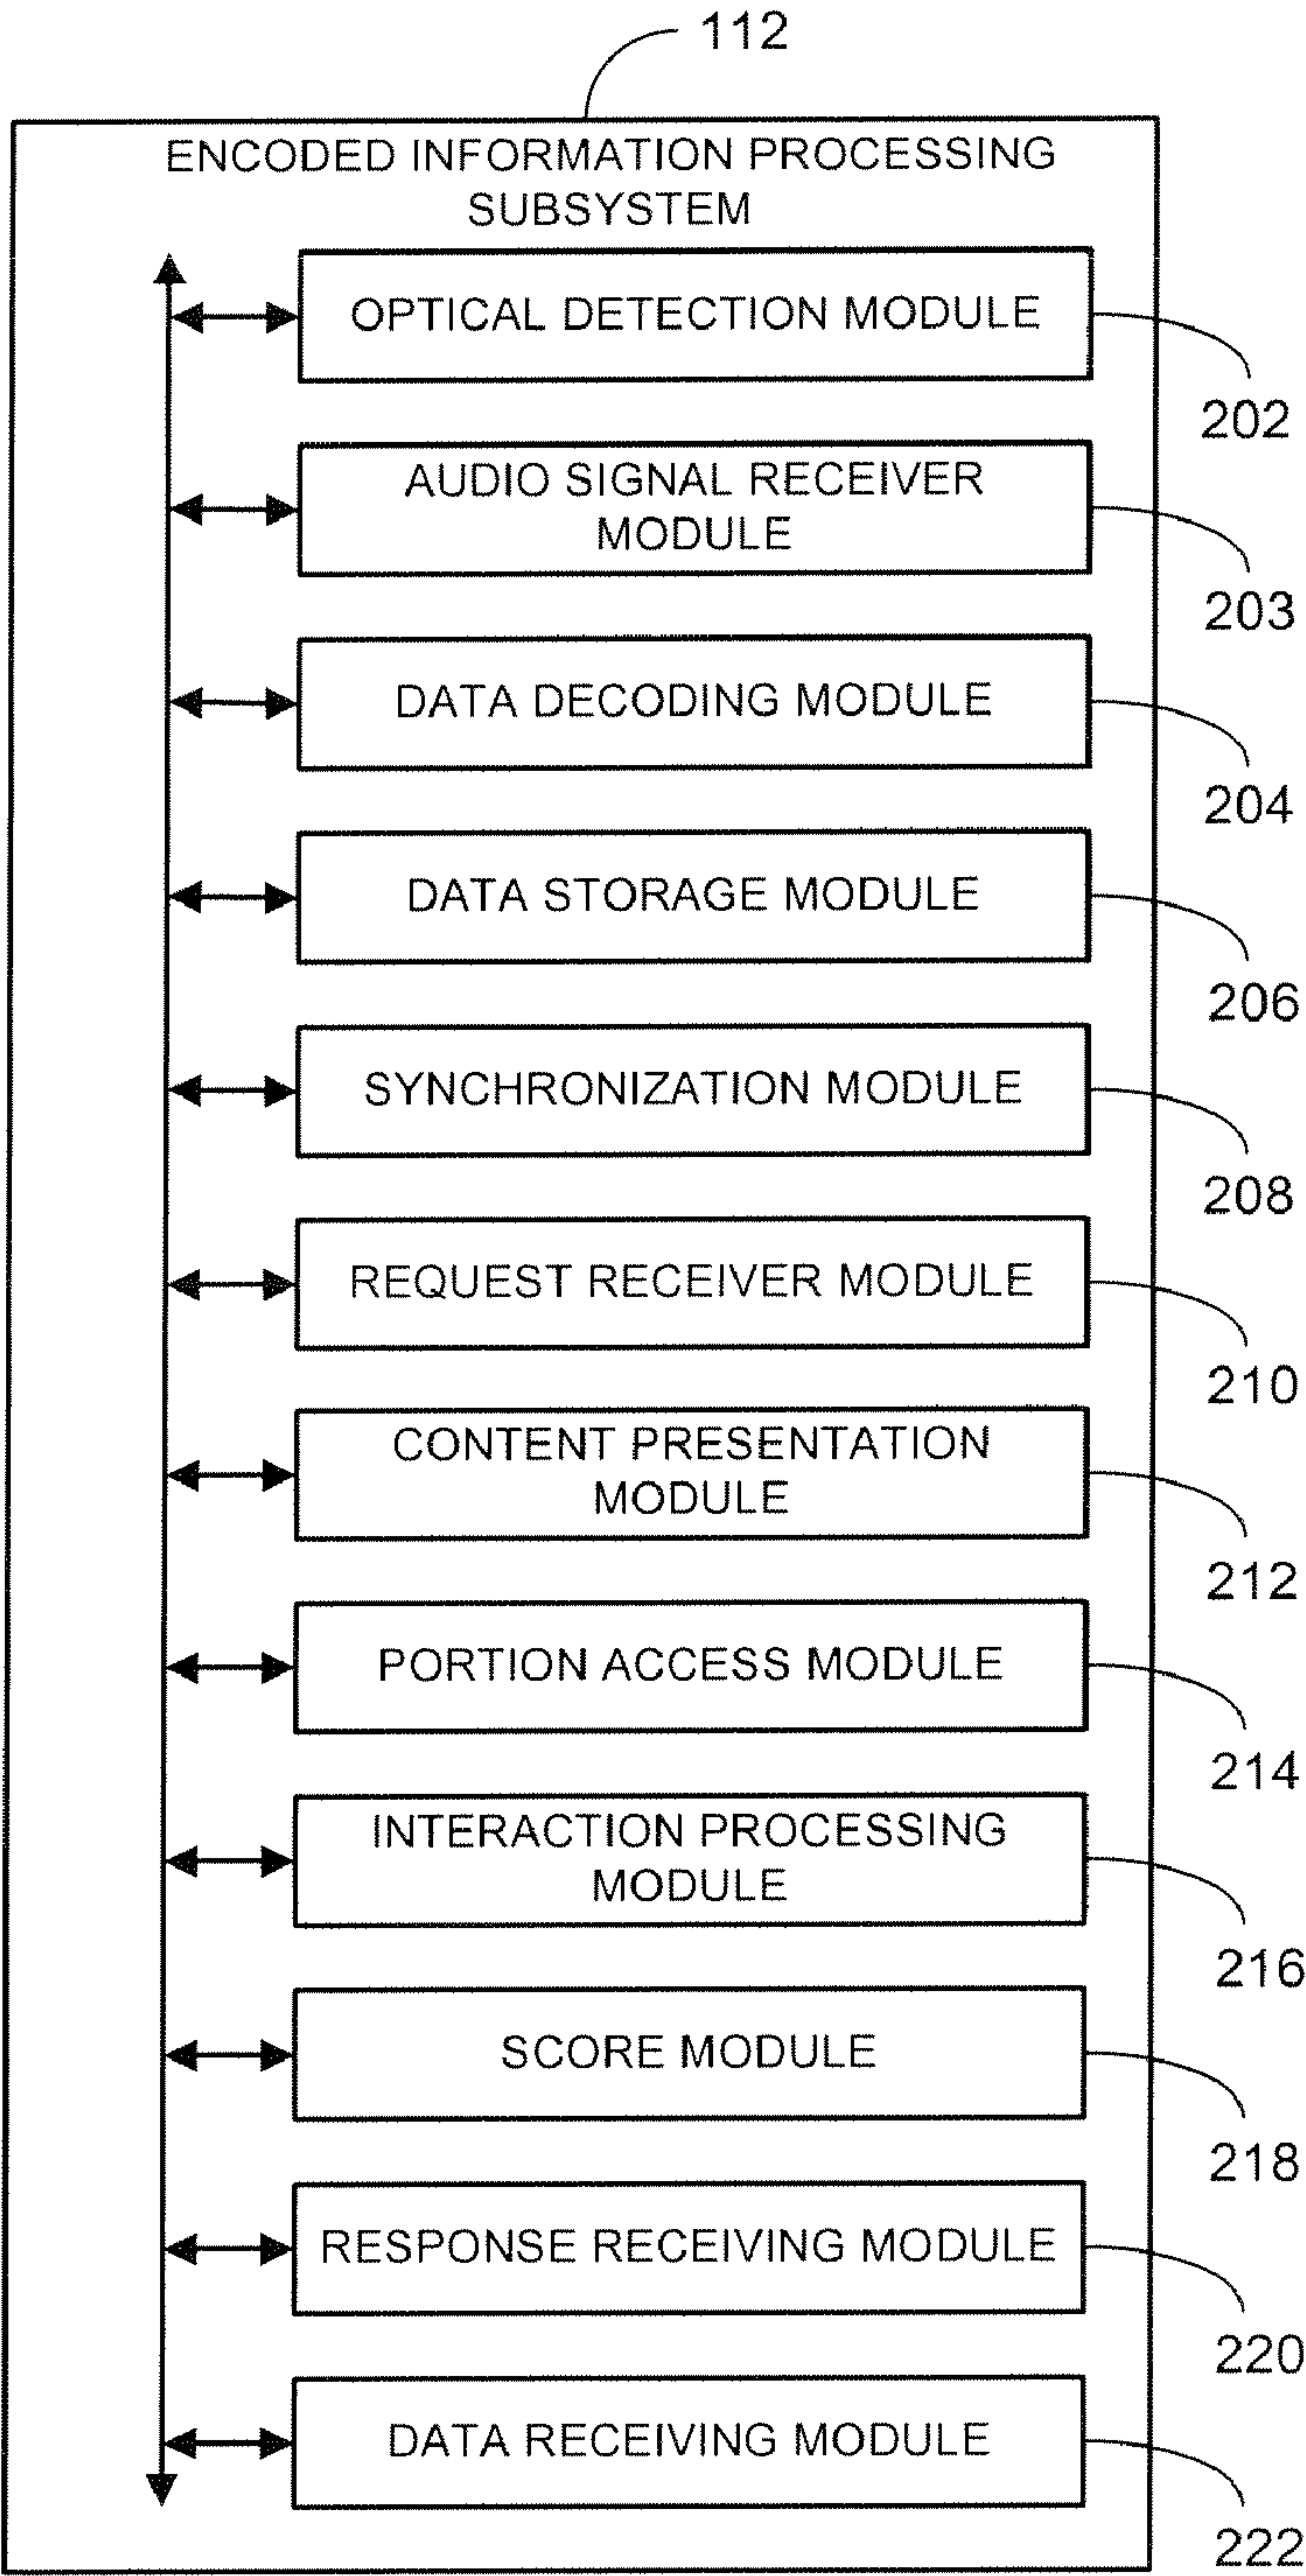 112
ENCODED INFORMATION PROCESSING
SUBSYSTEM
OPTICAL DETECTION MODULE
202
AUDIO SIGNAL RECEIVER
MODULE
203
DATA DECODING MODULE
204
DATA STORAGE MODULE
206
SYNCHRONIZATION MODULE
208
REQUEST RECEIVER MODULE
210
CONTENT PRESENTATION
MODULE
212
PORTION ACCESS MODULE
214
INTERACTION PROCESSING
MODULE
216
SCORE MODULE
218
RESPONSE RECEIVING MODULE
220
DATA RECEIVING MODULE
222